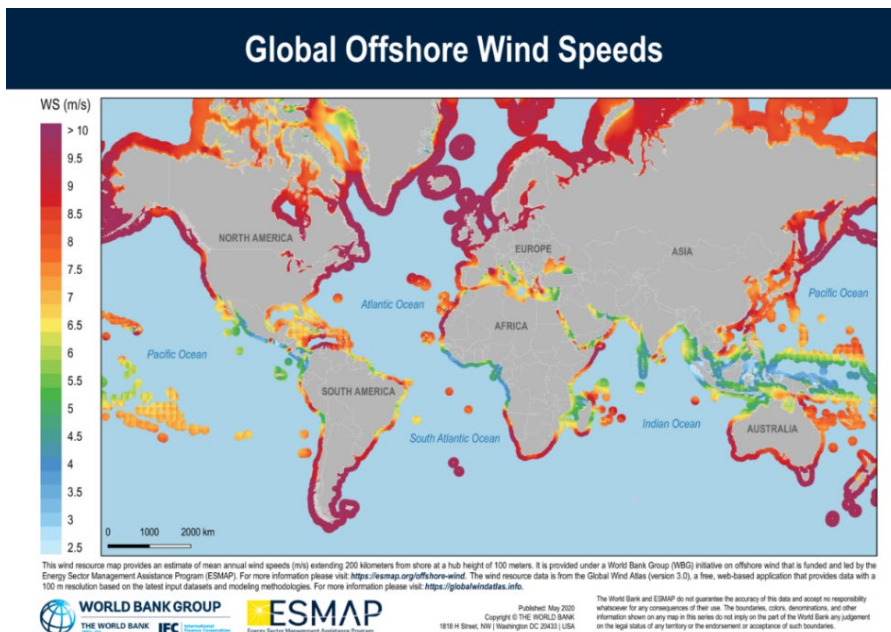 Global Offshore Wind Speeds
WS (m/s)
> 10
9.5
9
8.5
8
7.5
7
6.5
6
5.5
5
4.5
4
3.5
3
2.5
NORTH AMERICA
EUROPE
ASIA
Atlantic Ocean
Pacific Ocean
AFRICA
Pacific Ocean
SOUTH AMERICA
Indian Ocean
AUSTRALIA
South Atlantic Ocean
0 1000 2000 km
This wind resource map provides an estimate of mean annual wind speeds (m/s) extending 200 kilometers from shore at a hub height of 100 meters. It is provided under a World Bank Group (WBG) initiative on offshore wind that is funded and led by the
Energy Sector Management Assistance Program (ESMAP). For more information please visit: https://esmap.org/offshore-wind. The wind resource data is from the Global Wind Atlas (version 3.0), a free, web-based application that provides data with a
100 m resolution based on the latest input datasets and modeling methodologies. For more information please visit: https://globalwindatlas.info.
WORLD BANK GROUP
THE WORLD BANK
IFC International
Finance Corporation
ESMAP
Energy Sector Management Assistance Program
Published: May 2020
Copyright © THE WORLD BANK
1818 H Street, NW | Washington DC 20433 | USA
The World Bank and ESMAP do not guarantee the accuracy of this data and accept no responsibility
whatsoever for any consequences of their use. The boundaries, colors, denominations, and other
information shown on any map in this series do not imply on the part of the World Bank any judgement
on the legal status of any territory or the endorsement or acceptance of such boundaries.